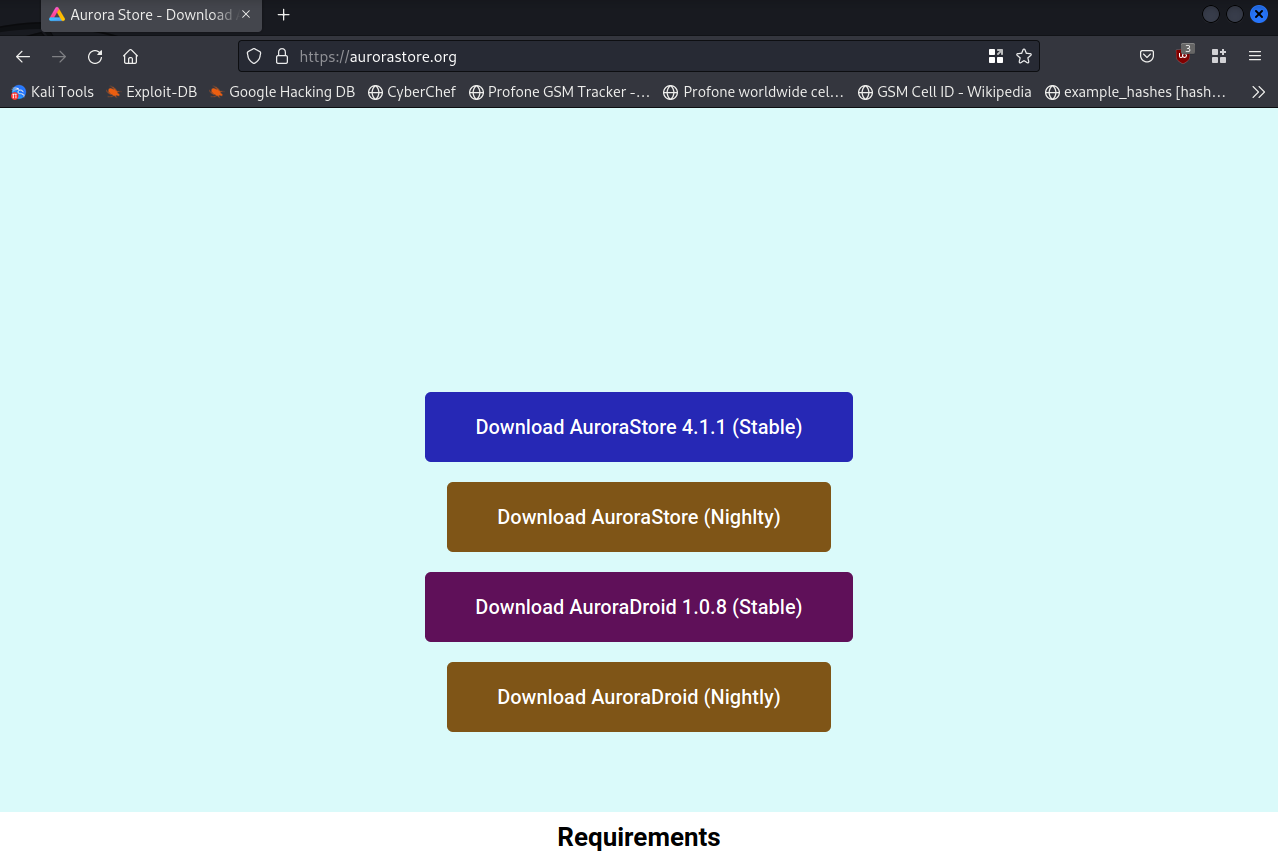 Aurora Store - Download
https://aurorastore.org
3
Kali Tools Exploit-DB Google Hacking DB CyberChef Profone GSM Tracker -… Profone worldwide cel… GSM Cell ID - Wikipedia example_hashes [hash…
Download AuroraStore 4.1.1 (Stable)
Download AuroraStore (Nighlty)
Download AuroraDroid 1.0.8 (Stable)
Download AuroraDroid (Nightly)
Requirements